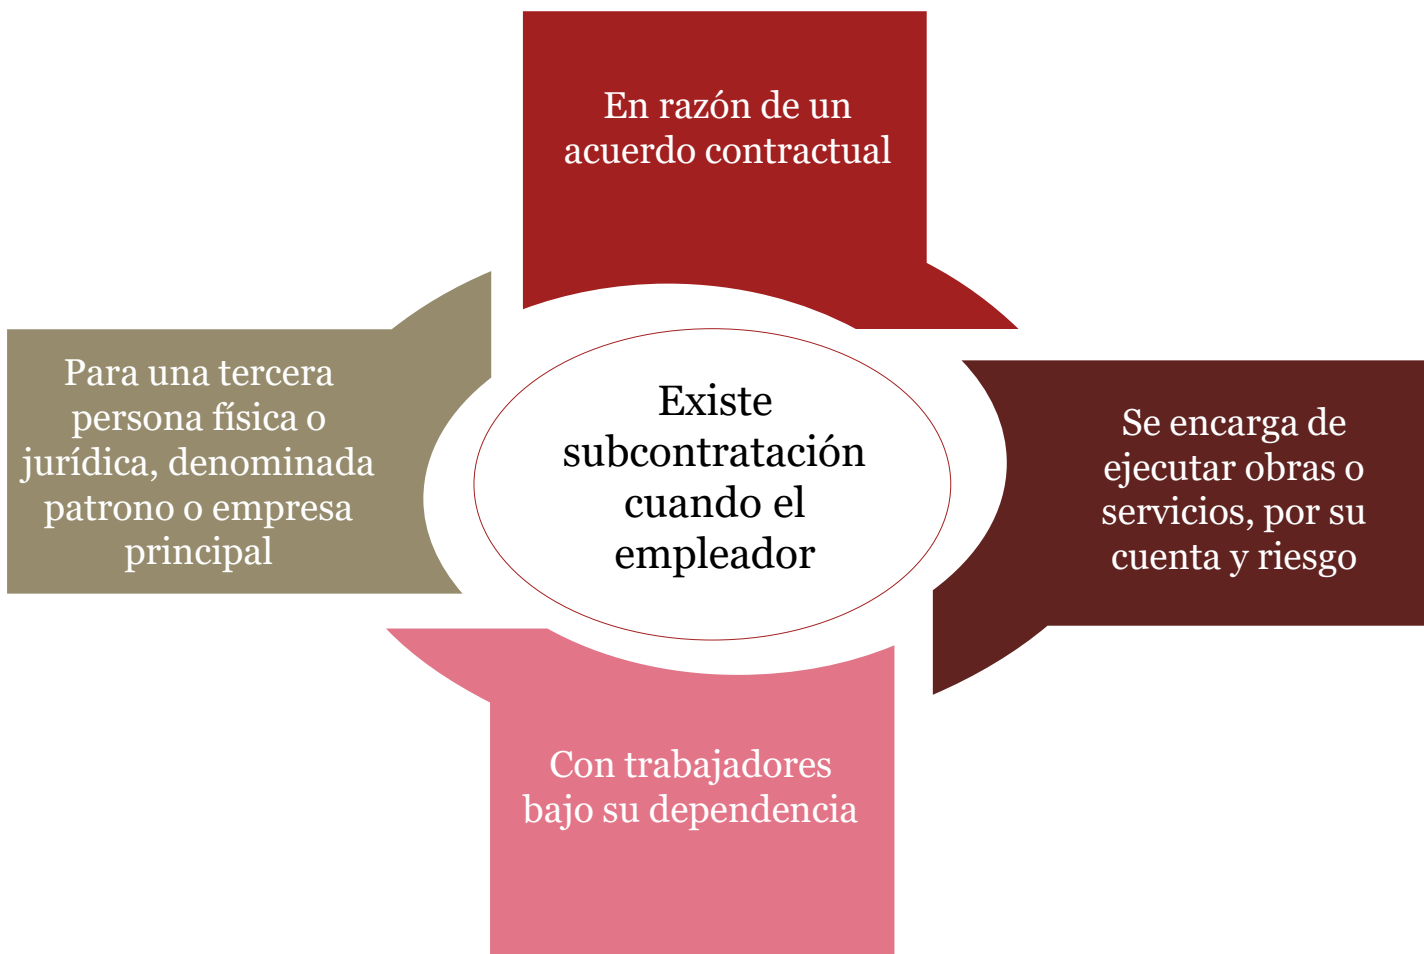 En razón de un
acuerdo contractual
Para una tercera
persona física o
jurídica, denominada
patrono o empresa
principal
Existe
subcontratación
cuando el
empleador
Se encarga de
ejecutar obras o
servicios, por su
cuenta y riesgo
Con trabajadores
bajo su dependencia